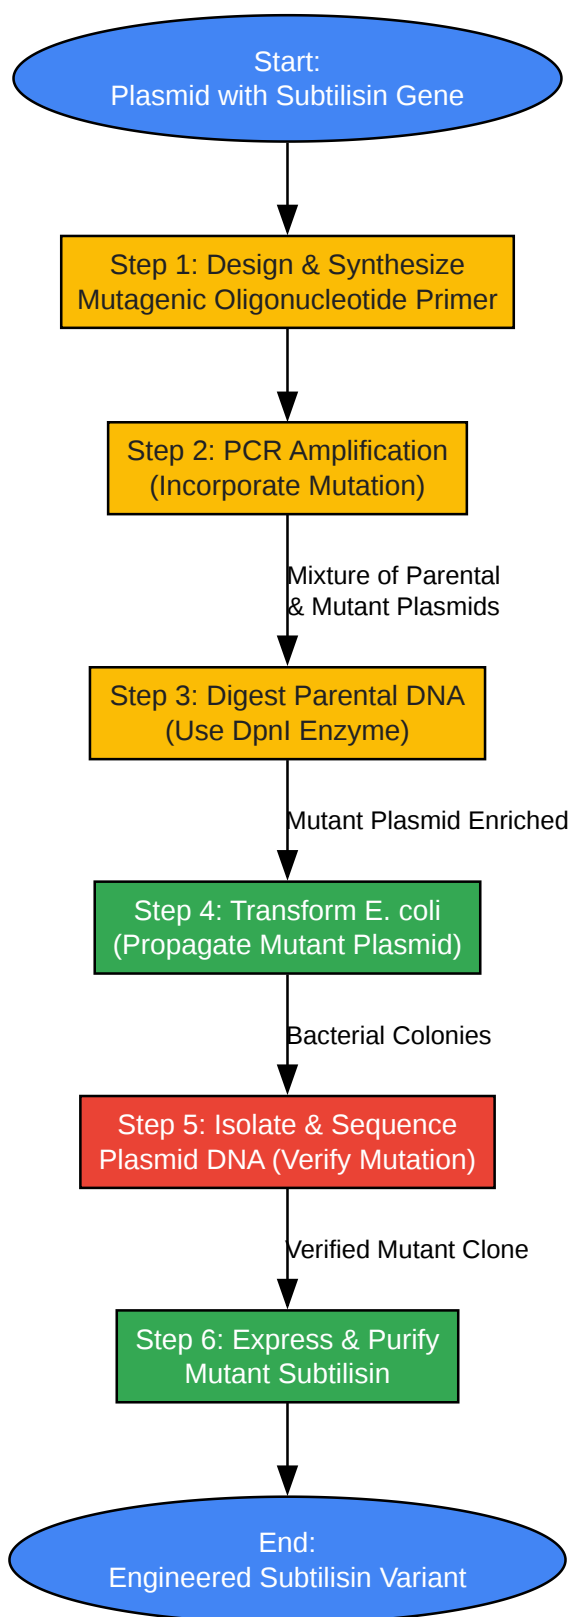 Start:
Plasmid with Subtilisin Gene
Step 1: Design & Synthesize
Mutagenic Oligonucleotide Primer
Step 2: PCR Amplification
(Incorporate Mutation)
Mixture of Parental
& Mutant Plasmids
Step 3: Digest Parental DNA
(Use DpnI Enzyme)
Mutant Plasmid Enriched
Step 4: Transform E. coli
(Propagate Mutant Plasmid)
Bacterial Colonies
Step 5: Isolate & Sequence
Plasmid DNA (Verify Mutation)
Verified Mutant Clone
Step 6: Express & Purify
Mutant Subtilisin
End:
Engineered Subtilisin Variant